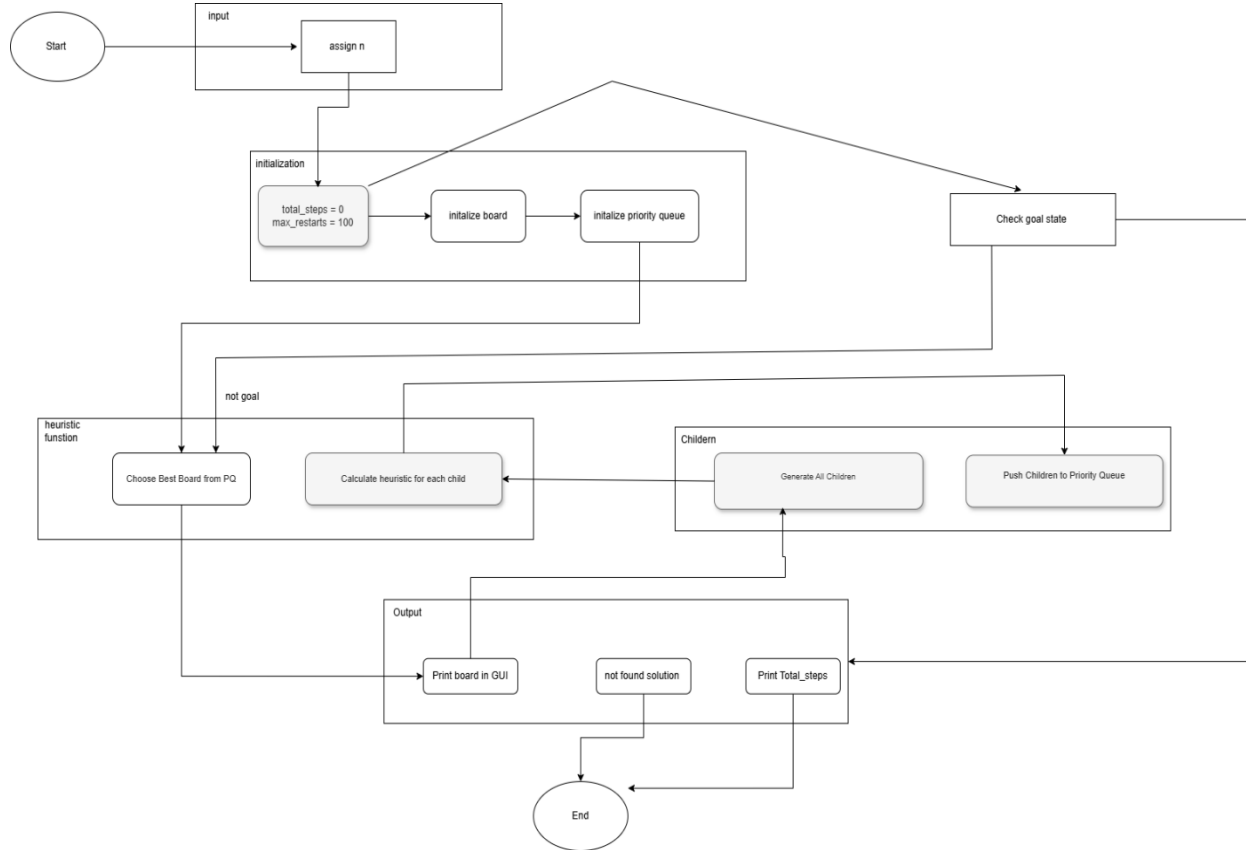 input
Start
assign n
initialization
total_steps = 0
max_restarts = 100
initalize board
initalize priority queue
Check goal state
not goal
heuristic
funstion
Choose Best Board from PQ
Calculate heuristic for each child
Childern
Generate All Children
Push Children to Priority Queue
Output
Print board in GUI
not found solution
Print Total_steps
End